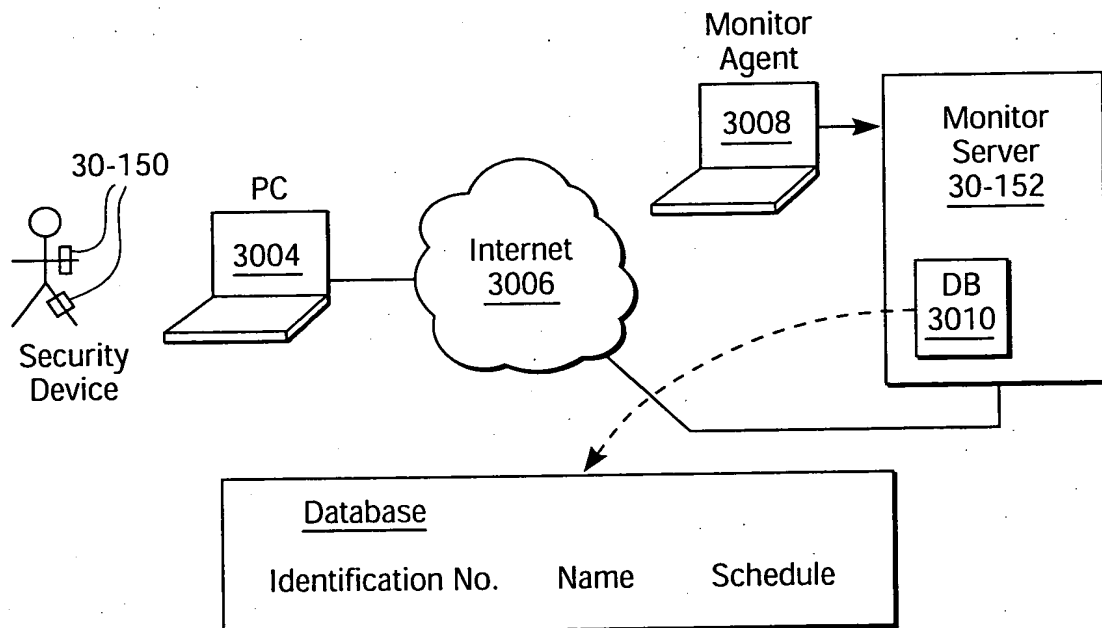 Monitor
Agent
3008
Monitor
Server
30-152
30-150
PC
3004
Internet
3006
DB
3010
Security
Device
Database
Identification No. Name Schedule